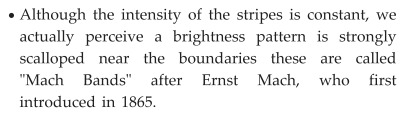 • Although the intensity of the stripes is constant, we
actually perceive a brightness pattern is strongly
scalloped near the boundaries these are called
"Mach Bands" after Ernst Mach, who first
introduced in 1865.